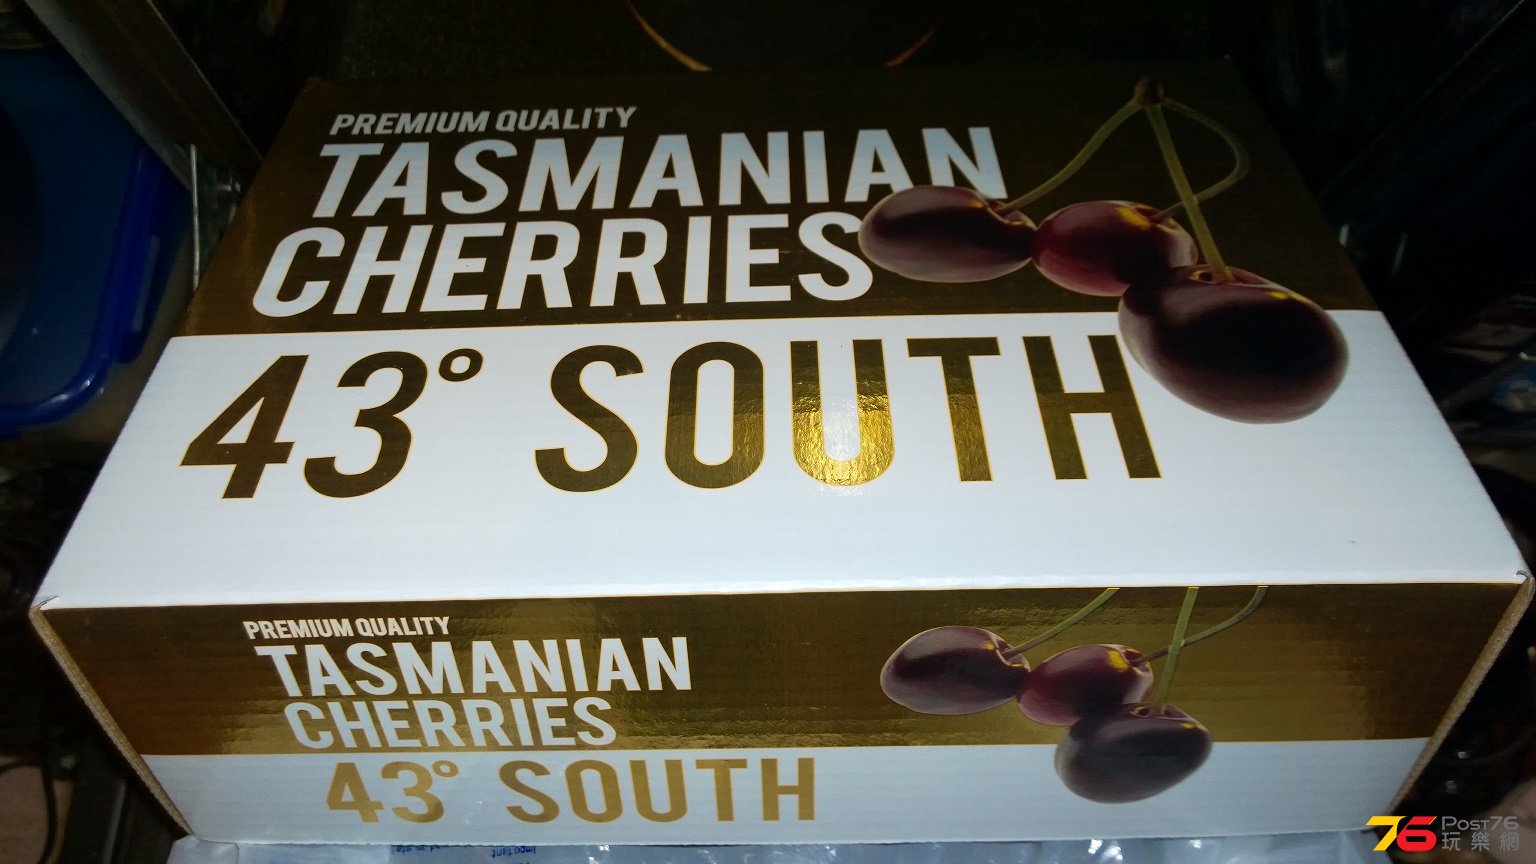 PREMIUM QUALITY
TASMANIAN
CHERRIES
43° SOUTH
PREMIUM QUALITY
TASMANIAN
CHERRIES
43° SOUTH
76 POST76
玩樂網